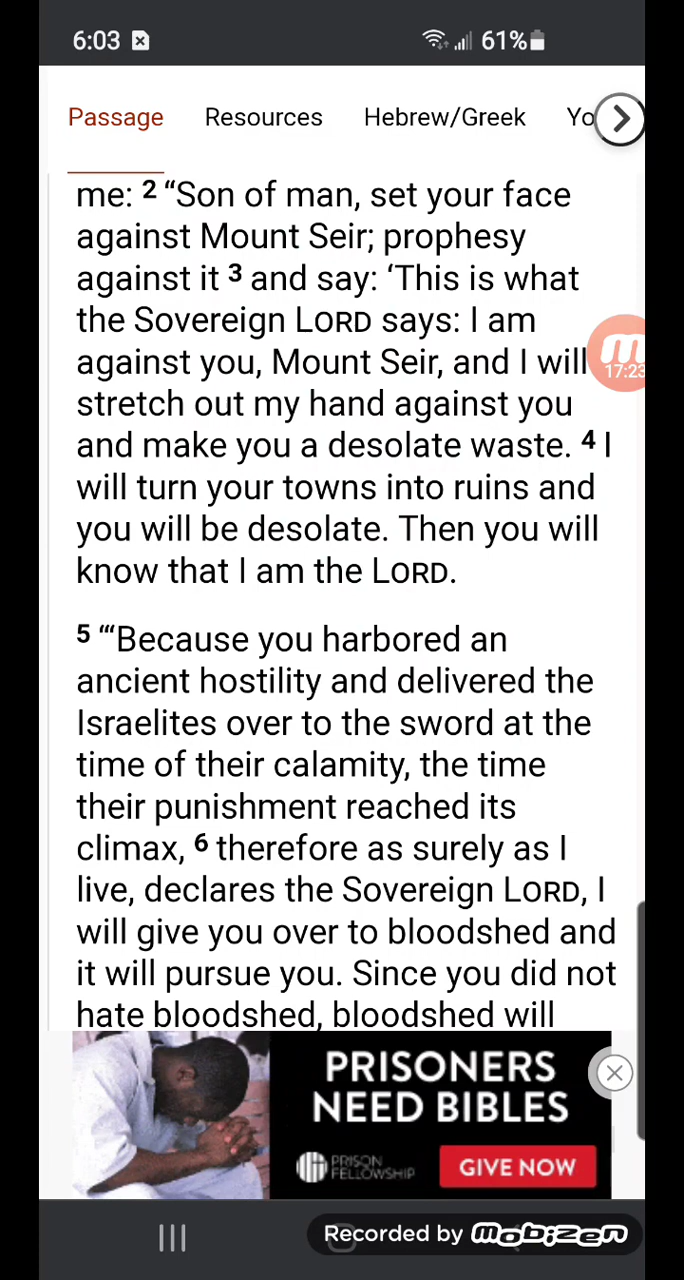 6:03
61%
Passage Resources Hebrew/Greek Yo
me: 2 “Son of man, set your face
against Mount Seir; prophesy
against it 3 and say: ‘This is what
the Sovereign LORD says: I am
against you, Mount Seir, and I will
stretch out my hand against you
and make you a desolate waste. 4 I
will turn your towns into ruins and
you will be desolate. Then you will
know that I am the LORD.
m
17:23
5 “‘Because you harbored an
ancient hostility and delivered the
Israelites over to the sword at the
time of their calamity, the time
their punishment reached its
climax, 6 therefore as surely as I
live, declares the Sovereign LORD, I
will give you over to bloodshed and
it will pursue you. Since you did not
hate bloodshed, bloodshed will
PRISONERS
NEED BIBLES
PRISON
FELLOWSHIP
GIVE NOW
Recorded by mobizen